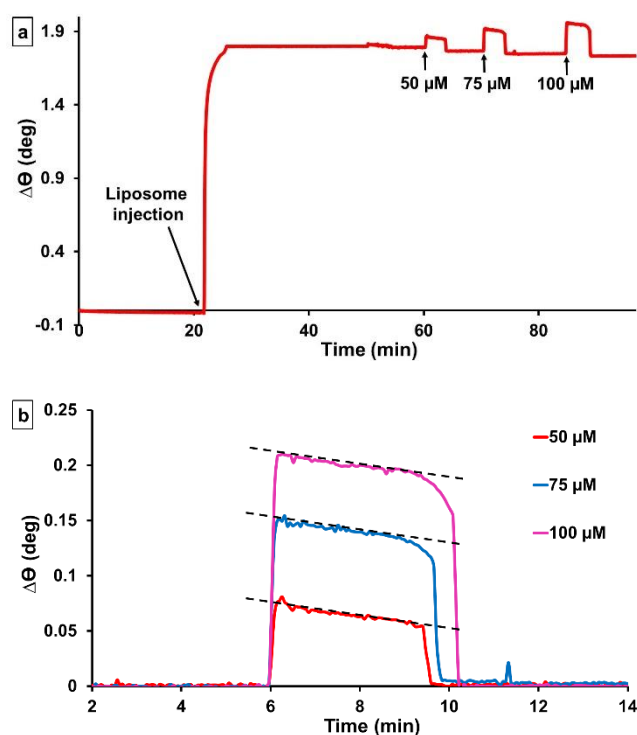 a
1.9
1.4
0.9
0.4
-0.1
ΔΘ (deg)
Liposome
injection
50 µM
75 µM
100 µM
0
20
40
60
80
Time (min)
b
0.25
0.2
0.15
0.1
0.05
0
ΔΘ (deg)
50 µM
75 µM
100 µM
2
4
6
8
10
12
14
Time (min)